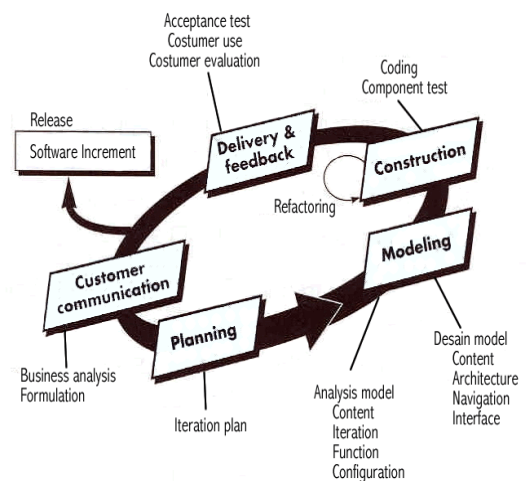 Acceptance test
Costumer use
Costumer evaluation
Coding
Component test
Release
Software Increment
Delivery &
feedback
Construction
Refactoring
Modeling
Customer
communication
Planning
Business analysis
Formulation
Iteration plan
Analysis model
Content
Iteration
Function
Configuration
Desain model
Content
Architecture
Navigation
Interface